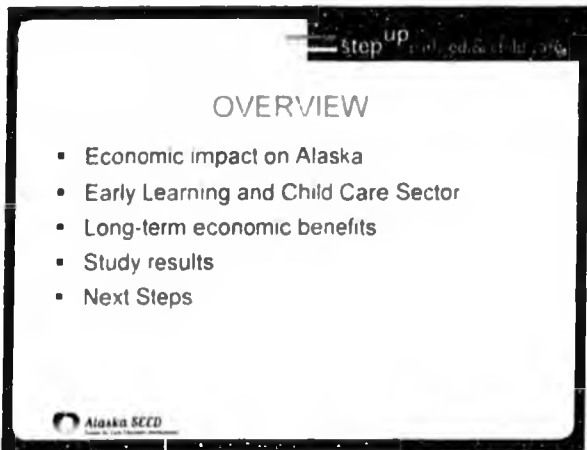 step up
OVERVIEW
▪ Economic impact on Alaska
▪ Early Learning and Child Care Sector
▪ Long-term economic benefits
▪ Study results
▪ Next Steps
Alaska SEED